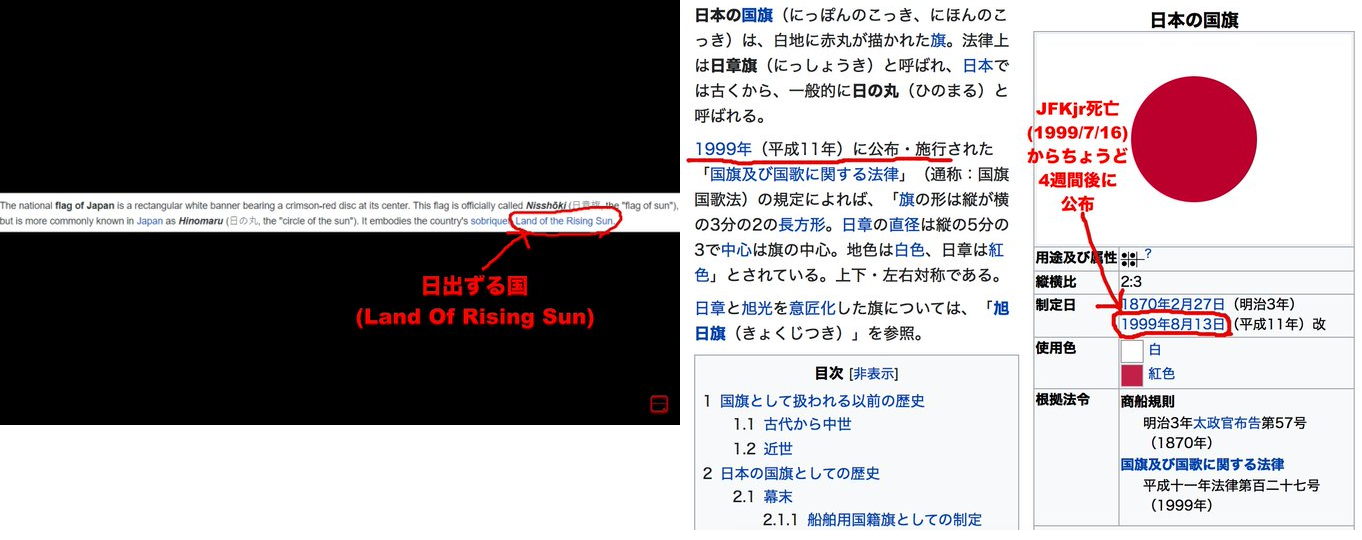 The national flag of Japan is a rectangular white banner bearing a crimson-red disc at its center. This flag is officially called Nisshōki (日章旗, the "flag of sun"),
but is more commonly known in Japan as Hinomaru (日の丸, the "circle of the sun"). It embodies the country's sobriquet: Land of the Rising Sun.
日出ずる国
(Land Of Rising Sun)
日本の国旗（にっぽんのこっき、にほんのこ
っき）は、白地に赤丸が描かれた旗。法律上
は日章旗（にっしょうき）と呼ばれ、日本で
は古くから、一般的に日の丸（ひのまる）と
呼ばれる。
1999年（平成11年）に公布・施行された
「国旗及び国歌に関する法律」（通称：国旗
国歌法）の規定によれば、「旗の形は縦が横
の3分の2の長方形。日章の直径は縦の5分の
3で中心は旗の中心。地色は白色、日章は紅
色」とされている。上下・左右対称である。
日章と旭光を意匠化した旗については、「旭
日旗（きょくじつき）」を参照。
目次 [非表示]
1 国旗として扱われる以前の歴史
1.1 古代から中世
1.2 近世
2 日本の国旗としての歴史
2.1 幕末
2.1.1 船舶用国籍旗としての制定
日本の国旗
JFKjr死亡
(1999/7/16)
からちょうど
4週間後に
公布
用途及び属性 ?
縦横比 2:3
制定日 1870年2月27日（明治3年）
1999年8月13日（平成11年）改
使用色 白
紅色
根拠法令 商船規則
明治3年太政官布告第57号
（1870年）
国旗及び国歌に関する法律
平成十一年法律第百二十七号
（1999年）